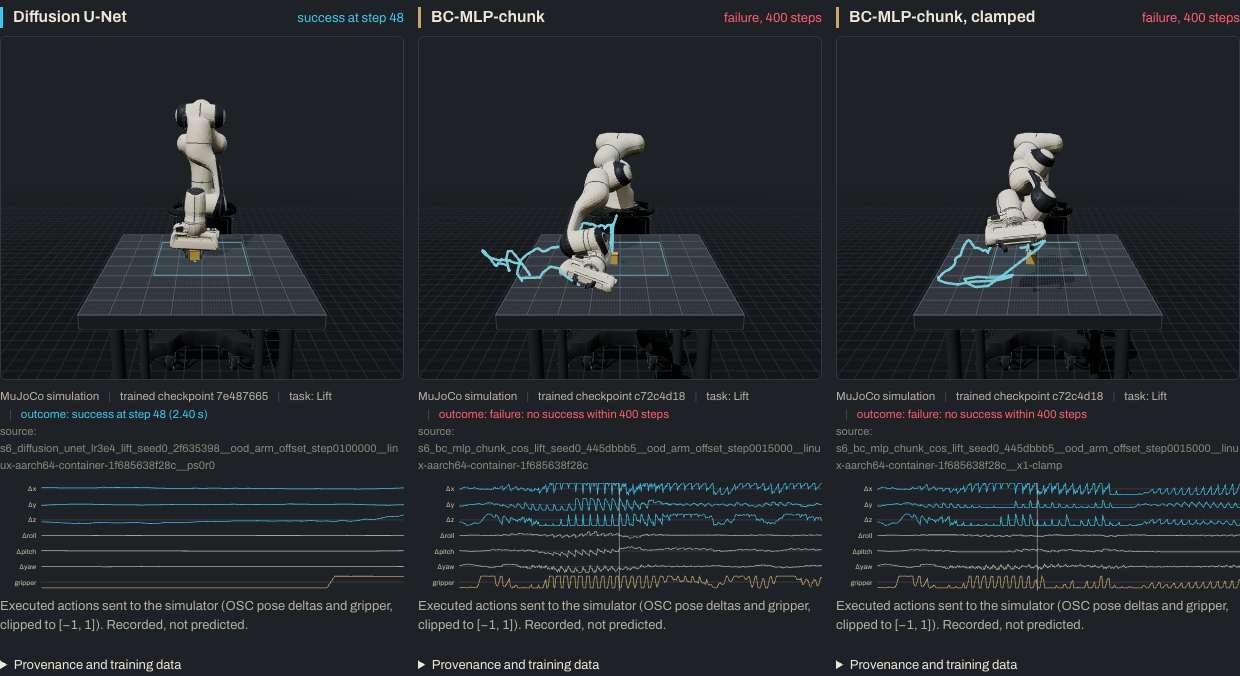 Diffusion U-Net
success at step 48
MuJoCo simulation | trained checkpoint 7e487665 | task: Lift
| outcome: success at step 48 (2.40 s)
source:
s6_diffusion_unet_lr3e4_lift_seed0_2f635398__ood_arm_offset_step0100000__lin
ux-aarch64-container-1f685638f28c__ps0r0
Δx
Δy
Δz
Δroll
Δpitch
Δyaw
gripper
Executed actions sent to the simulator (OSC pose deltas and gripper,
clipped to [−1, 1]). Recorded, not predicted.
▶ Provenance and training data
BC-MLP-chunk
failure, 400 steps
MuJoCo simulation | trained checkpoint c72c4d18 | task: Lift
| outcome: failure: no success within 400 steps
source:
s6_bc_mlp_chunk_cos_lift_seed0_445dbbb5__ood_arm_offset_step0015000__linu
x-aarch64-container-1f685638f28c
Δx
Δy
Δz
Δroll
Δpitch
Δyaw
gripper
Executed actions sent to the simulator (OSC pose deltas and gripper,
clipped to [−1, 1]). Recorded, not predicted.
▶ Provenance and training data
BC-MLP-chunk, clamped
failure, 400 steps
MuJoCo simulation | trained checkpoint c72c4d18 | task: Lift
| outcome: failure: no success within 400 steps
source:
s6_bc_mlp_chunk_cos_lift_seed0_445dbbb5__ood_arm_offset_step0015000__linu
x-aarch64-container-1f685638f28c__x1-clamp
Δx
Δy
Δz
Δroll
Δpitch
Δyaw
gripper
Executed actions sent to the simulator (OSC pose deltas and gripper,
clipped to [−1, 1]). Recorded, not predicted.
▶ Provenance and training data